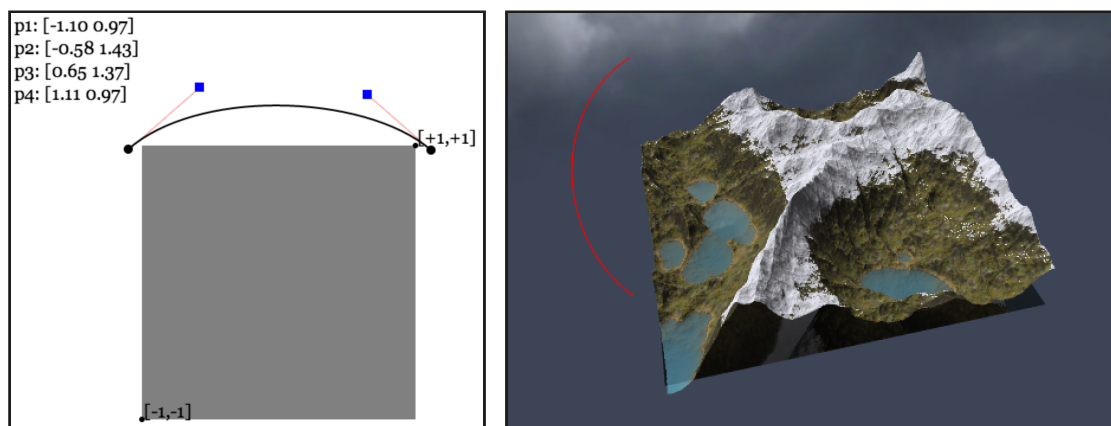 p1: [-1.10 0.97]
p2: [-0.58 1.43]
p3: [0.65 1.37]
p4: [1.11 0.97]
[+1,+1]
[-1,-1]